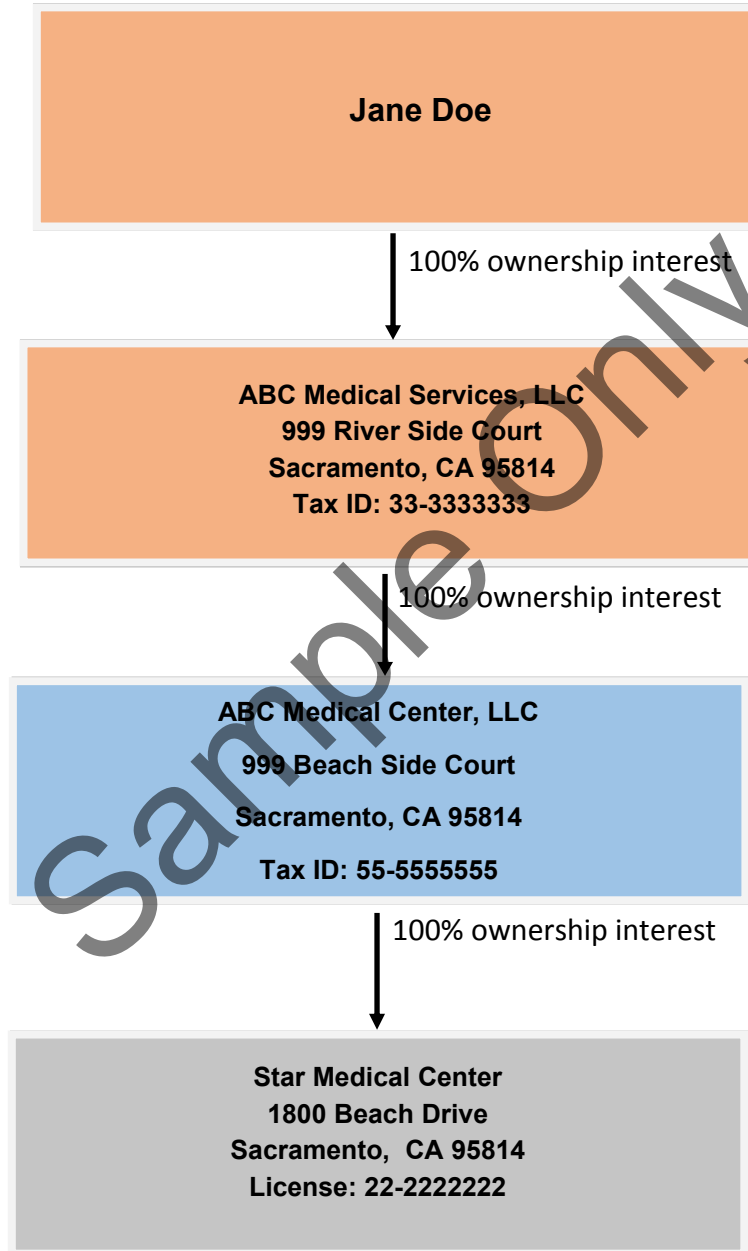 Jane Doe
100% ownership interest
ABC Medical Services, LLC
999 River Side Court
Sacramento, CA 95814
Tax ID: 33-3333333
100% ownership interest
ABC Medical Center, LLC
999 Beach Side Court
Sacramento, CA 95814
Tax ID: 55-5555555
100% ownership interest
Star Medical Center
1800 Beach Drive
Sacramento,  CA 95814
License: 22-2222222
Sample Only